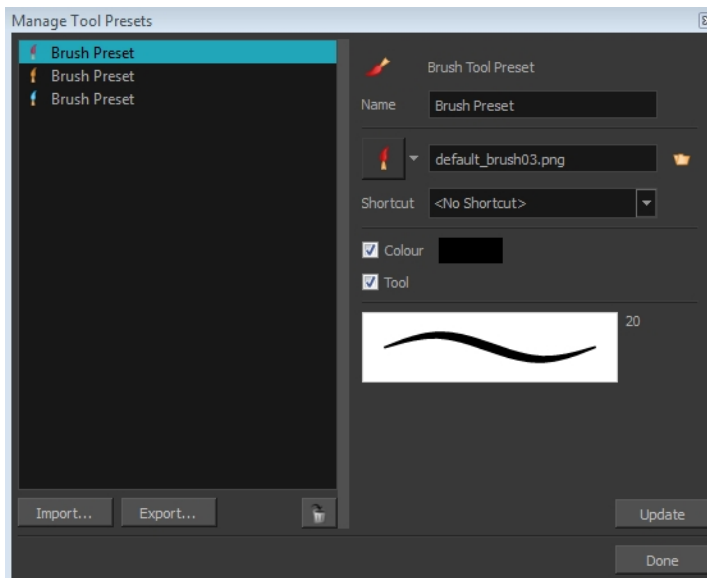 Manage Tool Presets
Brush Preset
Brush Preset
Brush Preset
Brush Tool Preset
Name Brush Preset
default_brush03.png
Shortcut <No Shortcut>
Colour
Tool
20
Import... Export...
Update
Done